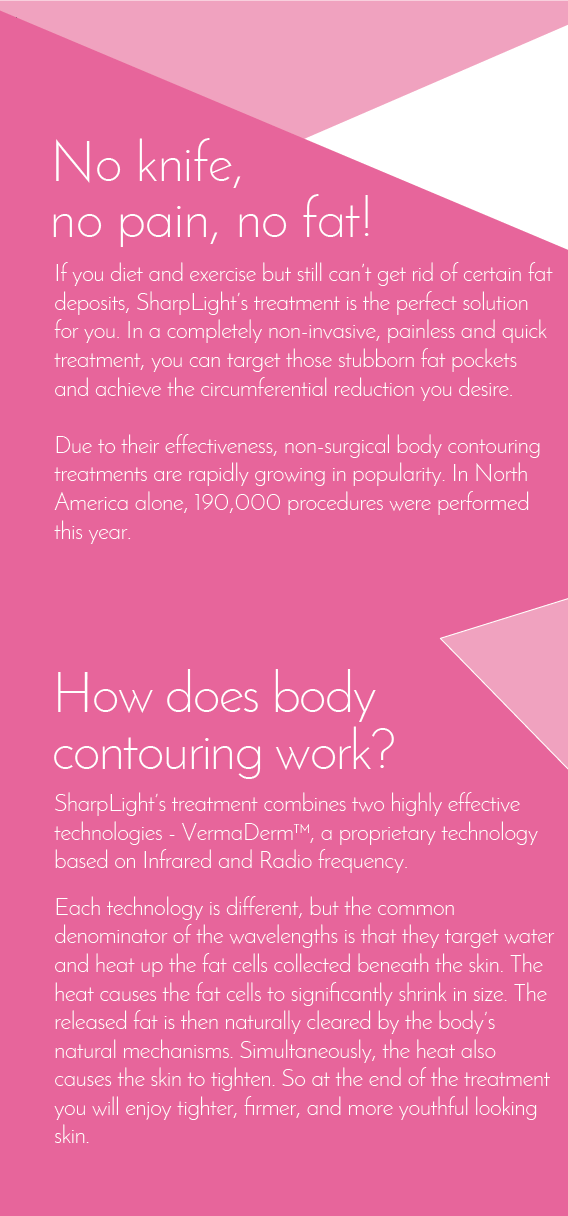 No knife,
no pain, no fat!
If you diet and exercise but still can't get rid of certain fat
deposits, SharpLight's treatment is the perfect solution
for you. In a completely non-invasive, painless and quick
treatment, you can target those stubborn fat pockets
and achieve the circumferential reduction you desire.
Due to their effectiveness, non-surgical body contouring
treatments are rapidly growing in popularity. In North
America alone, 190,000 procedures were performed
this year.
How does body
contouring work?
SharpLight's treatment combines two highly effective
technologies - VermaDerm™, a proprietary technology
based on Infrared and Radio frequency.
Each technology is different, but the common
denominator of the wavelengths is that they target water
and heat up the fat cells collected beneath the skin. The
heat causes the fat cells to significantly shrink in size. The
released fat is then naturally cleared by the body's
natural mechanisms. Simultaneously, the heat also
causes the skin to tighten. So at the end of the treatment
you will enjoy tighter, firmer, and more youthful looking
skin.